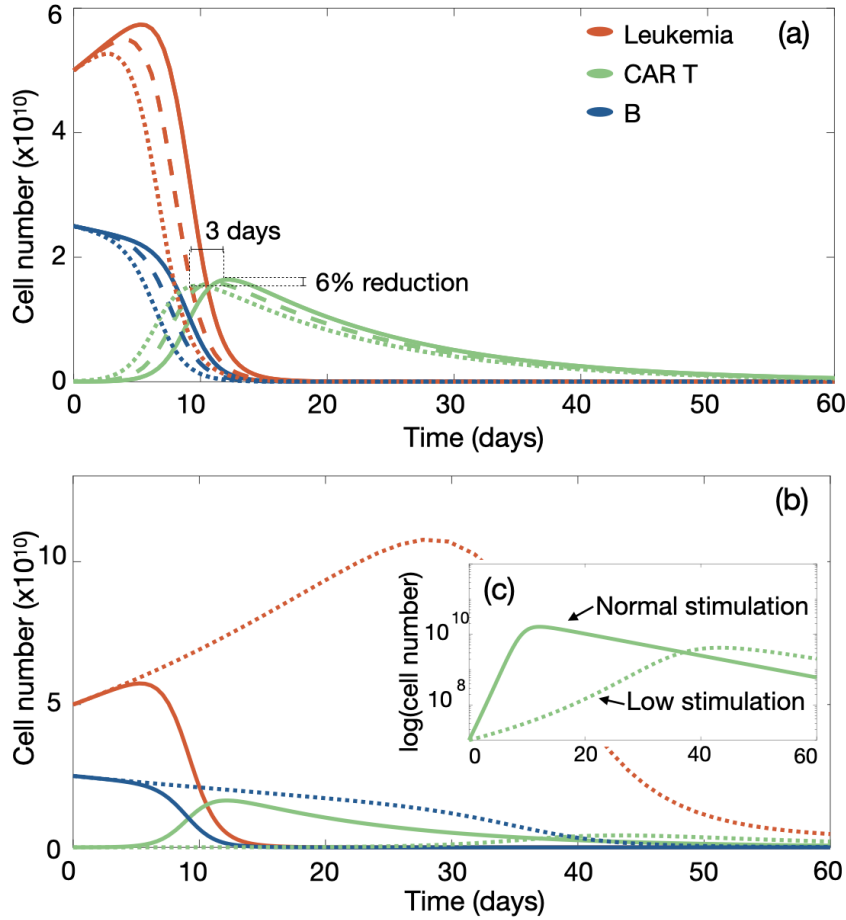 6
4
2
0
Cell number (x10¹⁰)
Leukemia
CAR T
B
(a)
3 days
6% reduction
0 10 20 30 40 50 60
Time (days)
10
5
0
Cell number (x10¹⁰)
(b)
(c)
log(cell number)
10¹⁰
10⁸
Normal stimulation
Low stimulation
0 20 40 60
0 10 20 30 40 50 60
Time (days)